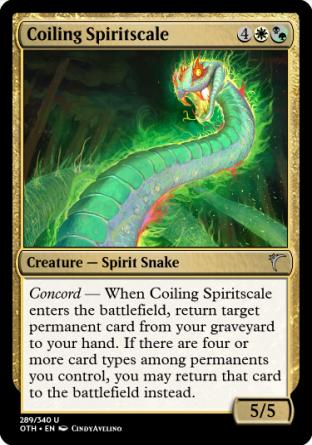 Coiling Spiritscale 4
Creature — Spirit Snake
Concord — When Coiling Spiritscale
enters the battlefield, return target
permanent card from your graveyard
to your hand. If there are four or
more card types among permanents
you control, you may return that card
to the battlefield instead.
5/5
289/340 U
OTH • EN CindyAvelino